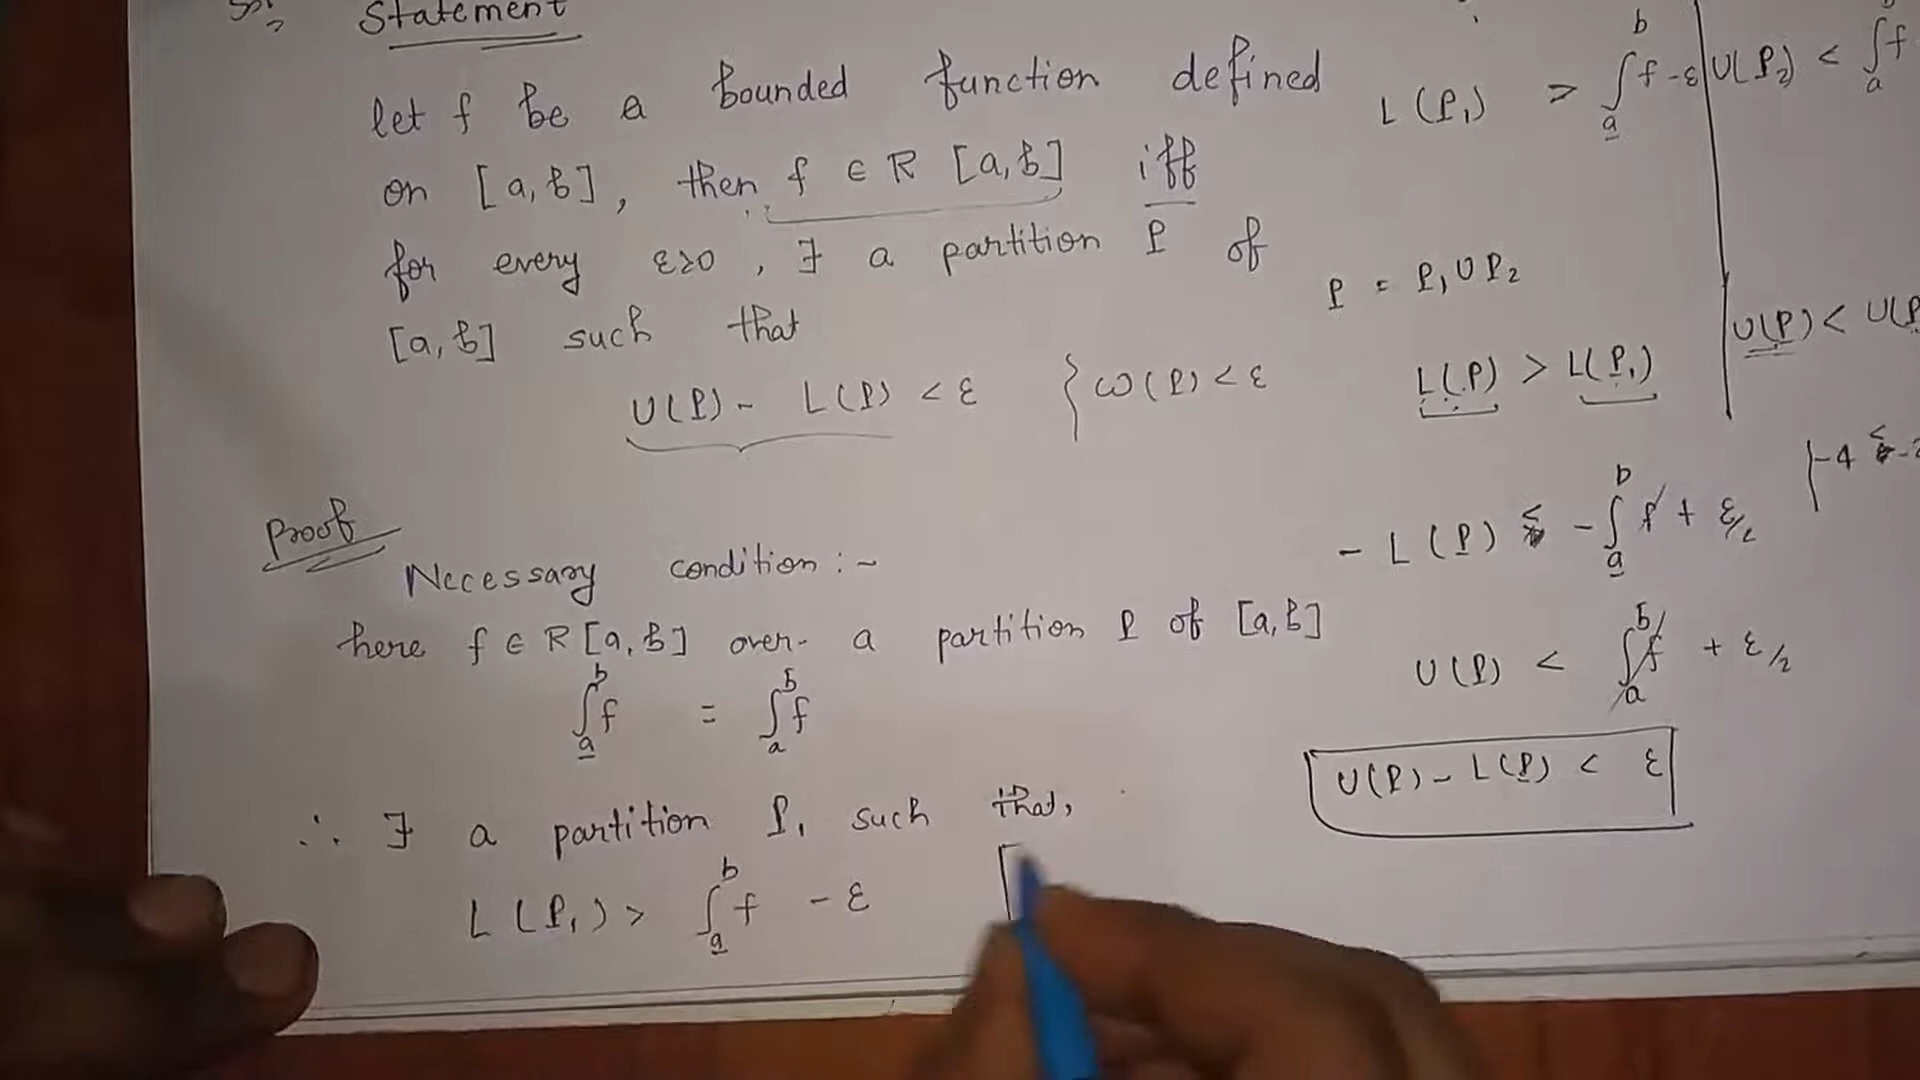 Statement
let f be a bounded function defined
on [a, b], then f ∈ R [a, b] iff
for every ε>0, ∃ a partition P of
[a, b] such that
U(P) - L(P) < ε { ω(P) < ε
Proof
Necessary condition :-
here f ∈ R[a, b] over a partition P of [a, b]
∫_a̲^b f = ∫_a^b̅ f
∴ ∃ a partition P₁ such that,
L(P₁) > ∫_a̲^b f - ε
L(P₁) > ∫_a̲^b f - ε
U(P₂) < ∫_a f
P = P₁ ∪ P₂
L(P) > L(P₁)
U(P) < U(P
-4 <
- L(P) < - ∫_a̲^b f + ε/2
U(P) < ∫_a^b̅ f + ε/2
U(P) - L(P) < ε